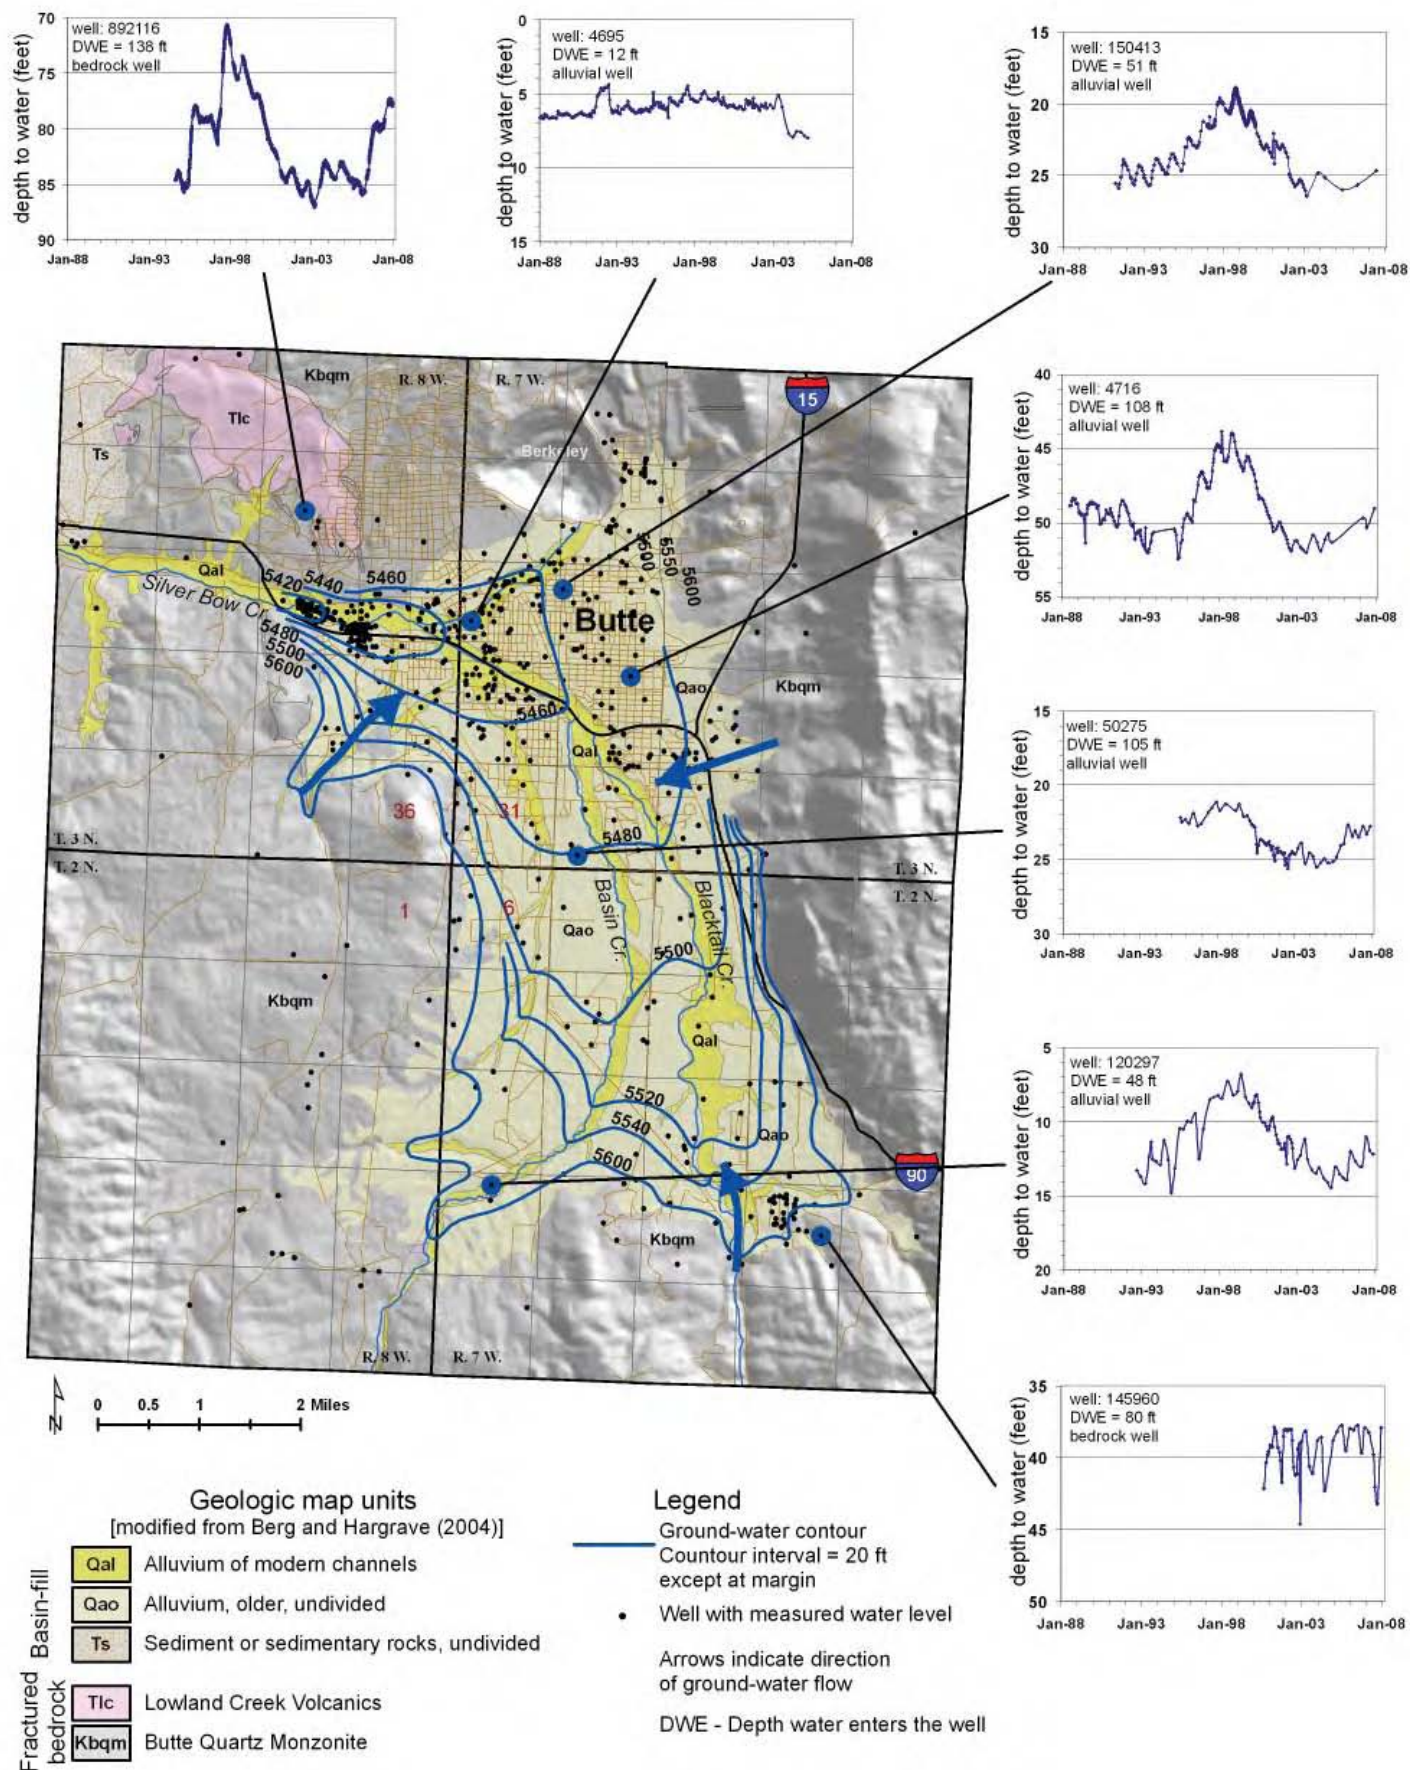 70
75
80
85
90
depth to water (feet)
well: 892116
DWE = 138 ft
bedrock well
Jan-88 Jan-93 Jan-98 Jan-03 Jan-08
0
5
10
15
depth to water (feet)
well: 4695
DWE = 12 ft
alluvial well
Jan-88 Jan-93 Jan-98 Jan-03 Jan-08
15
20
25
30
depth to water (feet)
well: 150413
DWE = 51 ft
alluvial well
Jan-88 Jan-93 Jan-98 Jan-03 Jan-08
40
45
50
55
depth to water (feet)
well: 4716
DWE = 108 ft
alluvial well
Jan-88 Jan-93 Jan-98 Jan-03 Jan-08
15
20
25
30
depth to water (feet)
well: 50275
DWE = 105 ft
alluvial well
Jan-88 Jan-93 Jan-98 Jan-03 Jan-08
5
10
15
20
depth to water (feet)
well: 120297
DWE = 48 ft
alluvial well
Jan-88 Jan-93 Jan-98 Jan-03 Jan-08
35
40
45
50
depth to water (feet)
well: 145960
DWE = 80 ft
bedrock well
Jan-88 Jan-93 Jan-98 Jan-03 Jan-08
Kbqm
R. 8 W.
R. 7 W.
15
Tlc
Ts
Berkeley
5500
5550
5600
Qal
5420
5440
5460
Silver Bow Cr.
5480
5500
5600
Butte
Qao
Kbqm
5460
Qal
36
31
5480
T. 3 N.
T. 2 N.
T. 3 N.
T. 2 N.
1
6
Basin Cr.
Blacktail Cr.
Qao
5500
Kbqm
Qal
5520
5540
Qao
5600
90
Kbqm
R. 8 W.
R. 7 W.
N
0 0.5 1 2 Miles
Geologic map units
[modified from Berg and Hargrave (2004)]
Basin-fill
Qal Alluvium of modern channels
Qao Alluvium, older, undivided
Ts Sediment or sedimentary rocks, undivided
Fractured
bedrock
Tlc Lowland Creek Volcanics
Kbqm Butte Quartz Monzonite
Legend
Ground-water contour
Countour interval = 20 ft
except at margin
Well with measured water level
Arrows indicate direction
of ground-water flow
DWE - Depth water enters the well